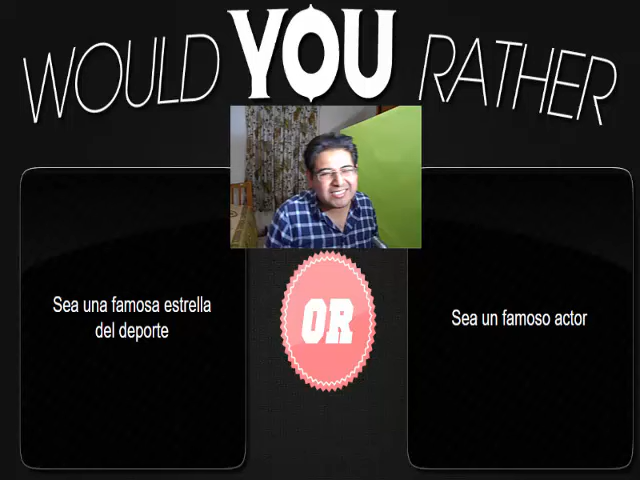 WOULD YOU RATHER
Sea una famosa estrella
del deporte
OR
Sea un famoso actor